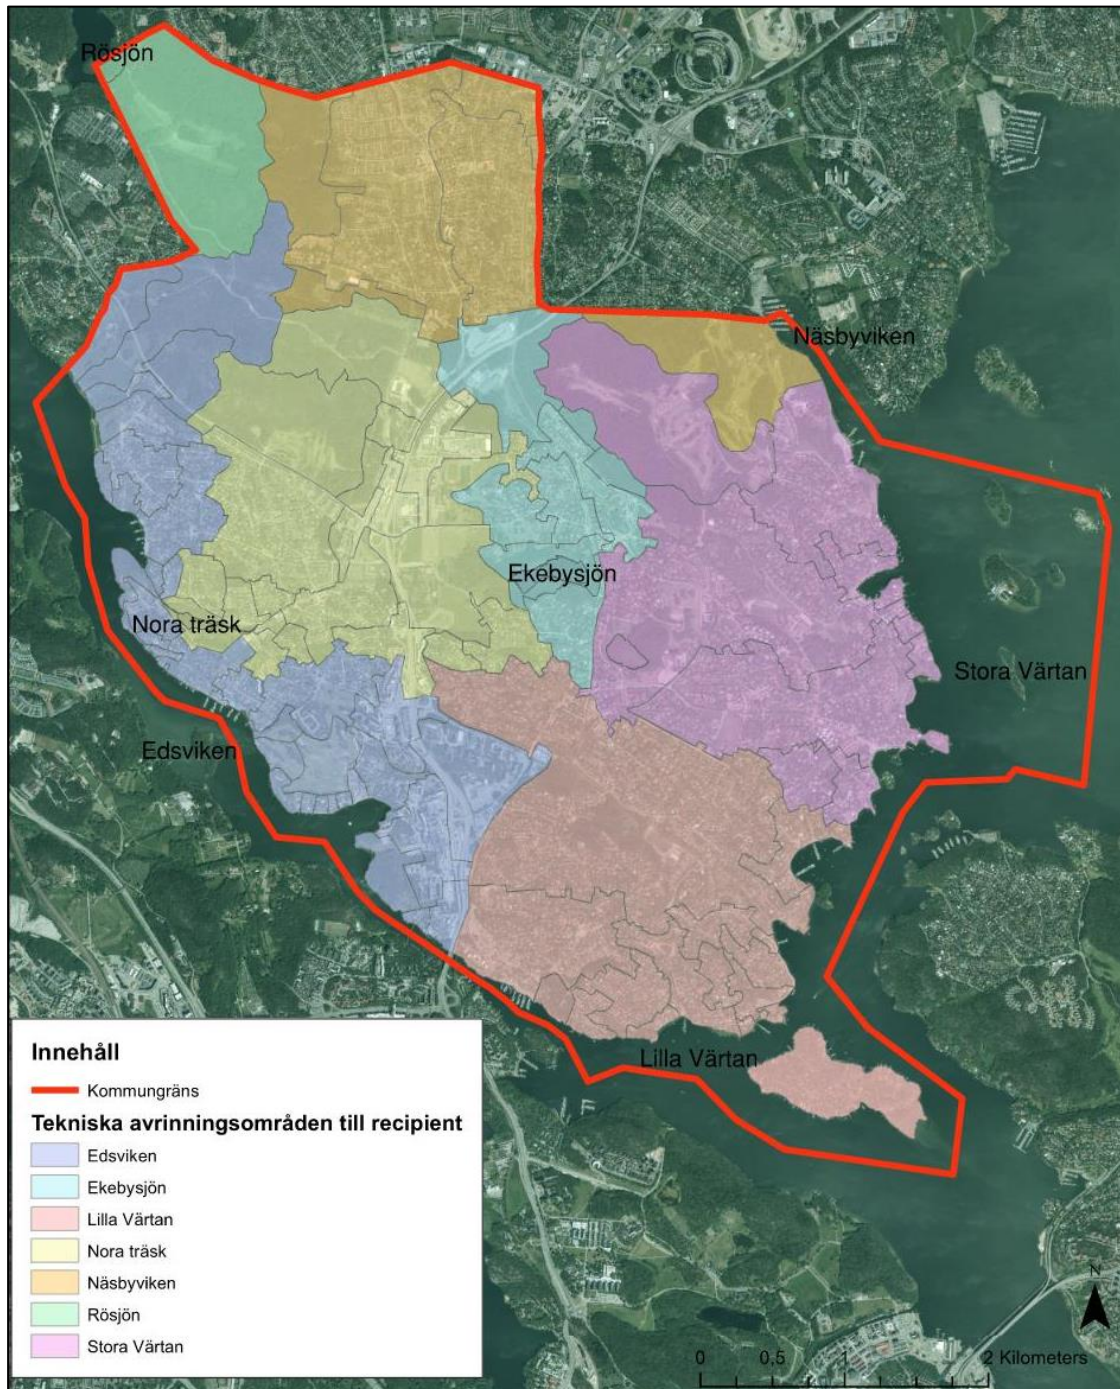 Rösjön
Näsbyviken
Ekebysjön
Nora träsk
Stora Värtan
Edsviken
Lilla Värtan
Innehåll
Kommungräns
Tekniska avrinningsområden till recipient
Edsviken
Ekebysjön
Lilla Värtan
Nora träsk
Näsbyviken
Rösjön
Stora Värtan
N
0 0,5 1 2 Kilometers